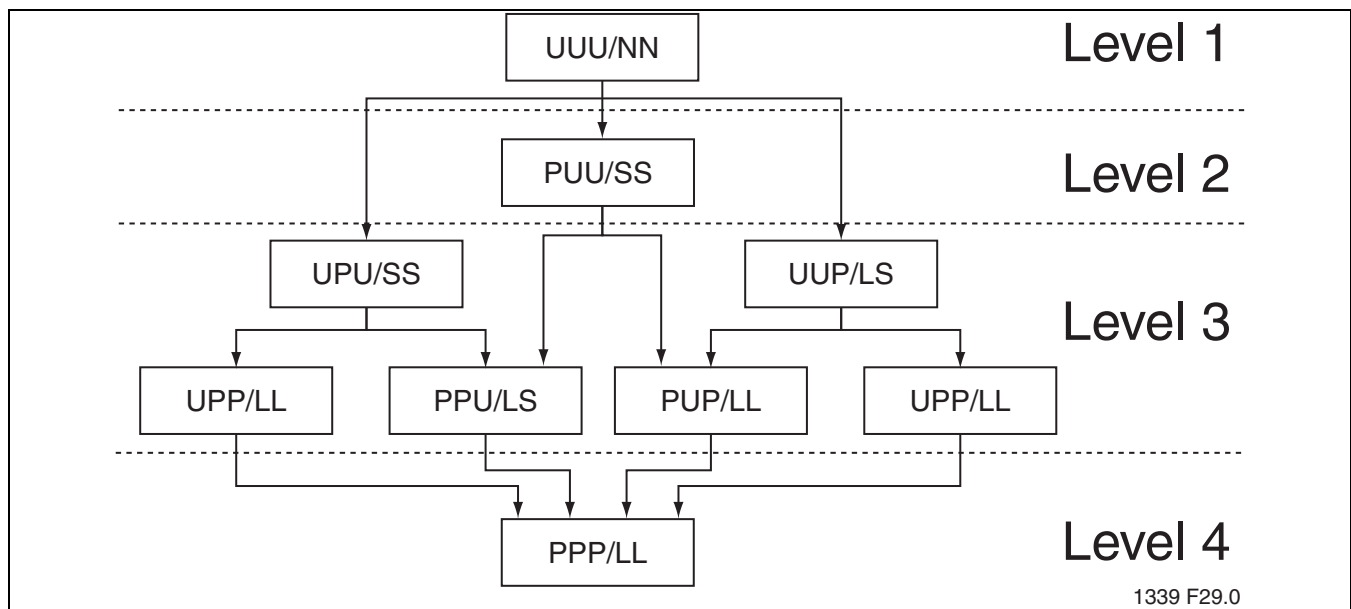 UUU/NN
Level 1
PUU/SS
Level 2
UPU/SS
UUP/LS
Level 3
UPP/LL
PPU/LS
PUP/LL
UPP/LL
PPP/LL
Level 4
1339 F29.0